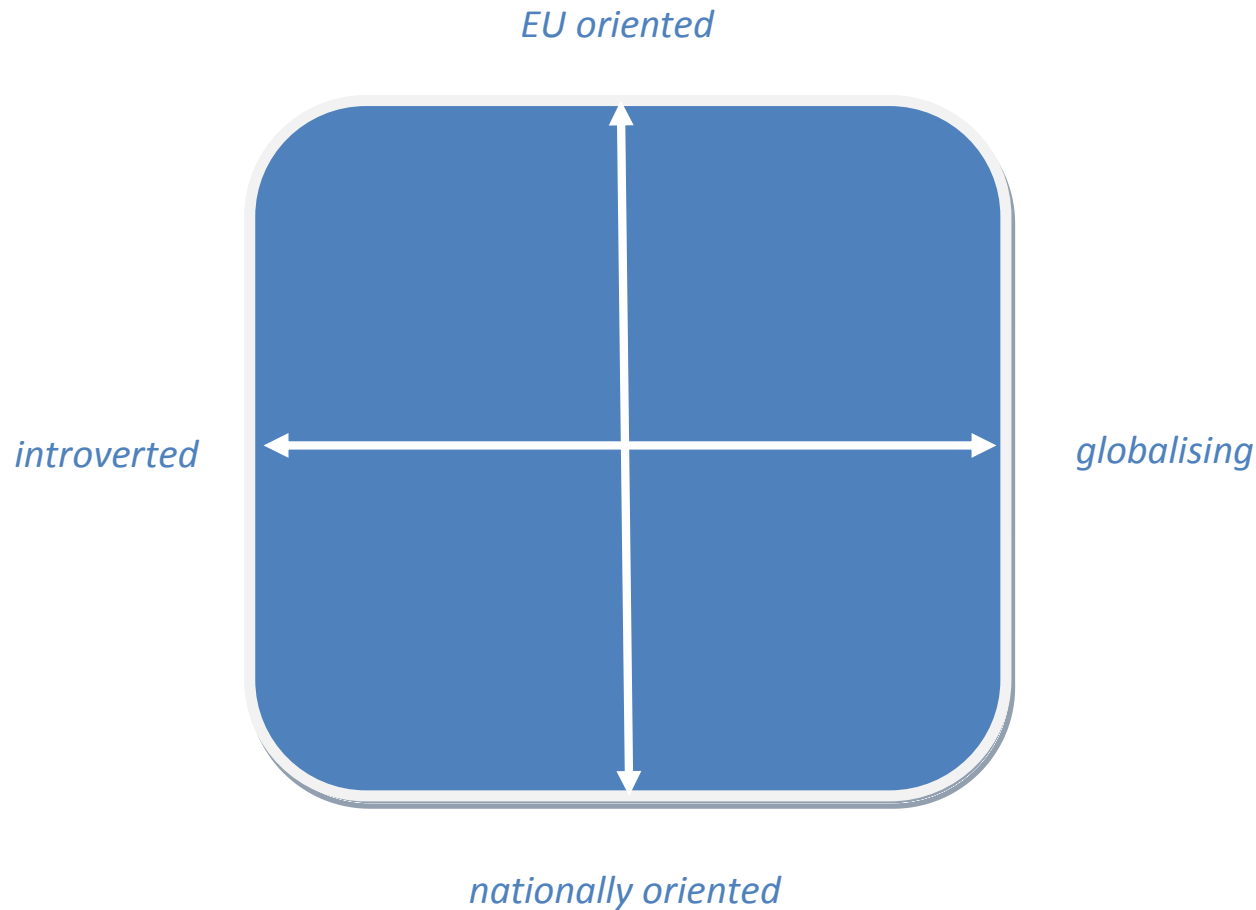 EU oriented
introverted
globalising
nationally oriented